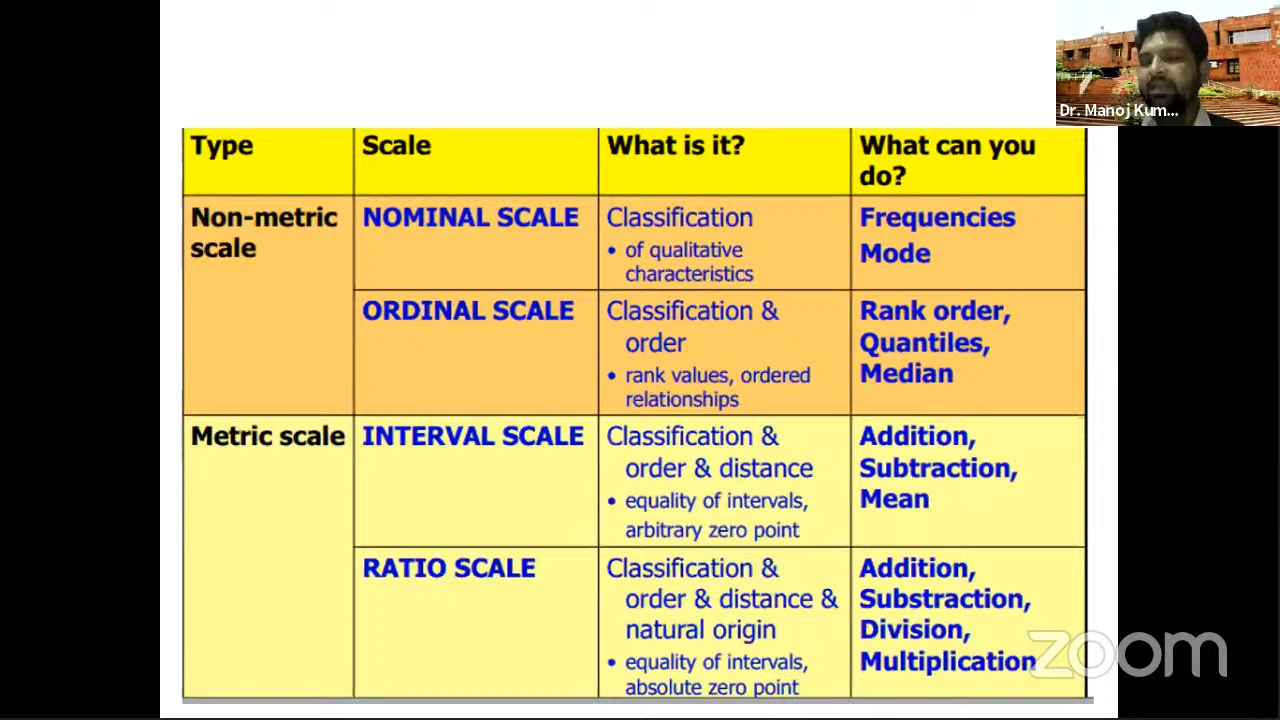 Dr. Manoj Kum...
Type
Scale
What is it?
What can you
do?
Non-metric
scale
NOMINAL SCALE
Classification
• of qualitative
characteristics
Frequencies
Mode
ORDINAL SCALE
Classification &
order
• rank values, ordered
relationships
Rank order,
Quantiles,
Median
Metric scale
INTERVAL SCALE
Classification &
order & distance
• equality of intervals,
arbitrary zero point
Addition,
Subtraction,
Mean
RATIO SCALE
Classification &
order & distance &
natural origin
• equality of intervals,
absolute zero point
Addition,
Substraction,
Division,
Multiplication
zoom